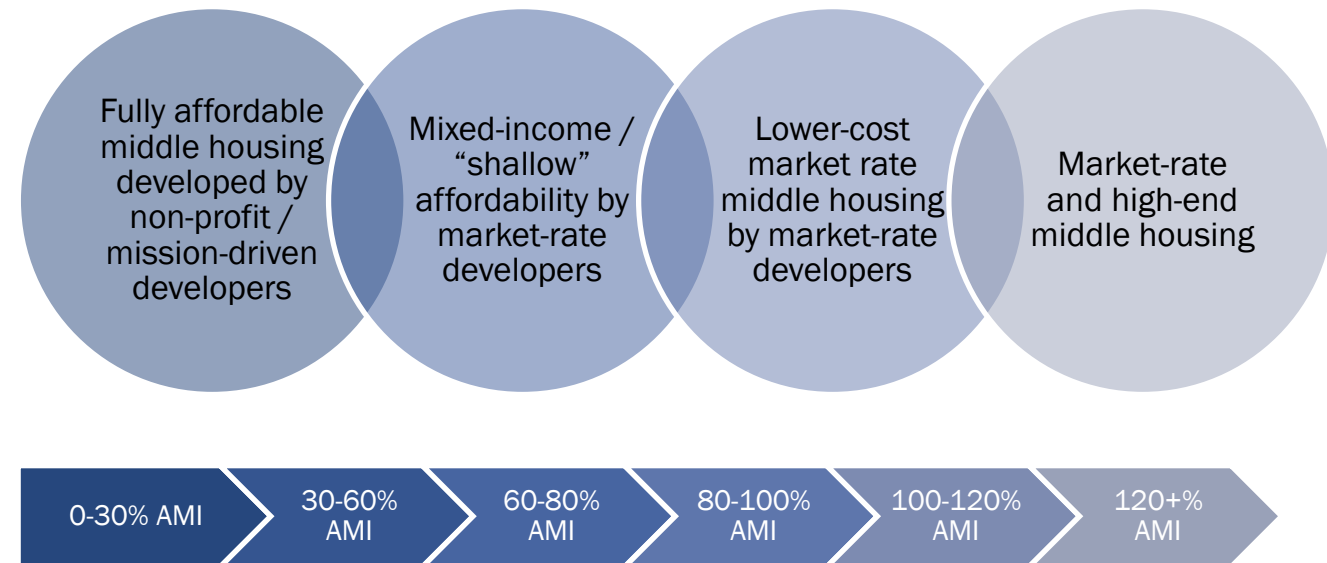 Fully affordable
middle housing
developed by
non-profit /
mission-driven
developers
Mixed-income /
“shallow”
affordability by
market-rate
developers
Lower-cost
market rate
middle housing
by market-rate
developers
Market-rate
and high-end
middle housing
0-30% AMI
30-60%
AMI
60-80%
AMI
80-100%
AMI
100-120%
AMI
120+%
AMI